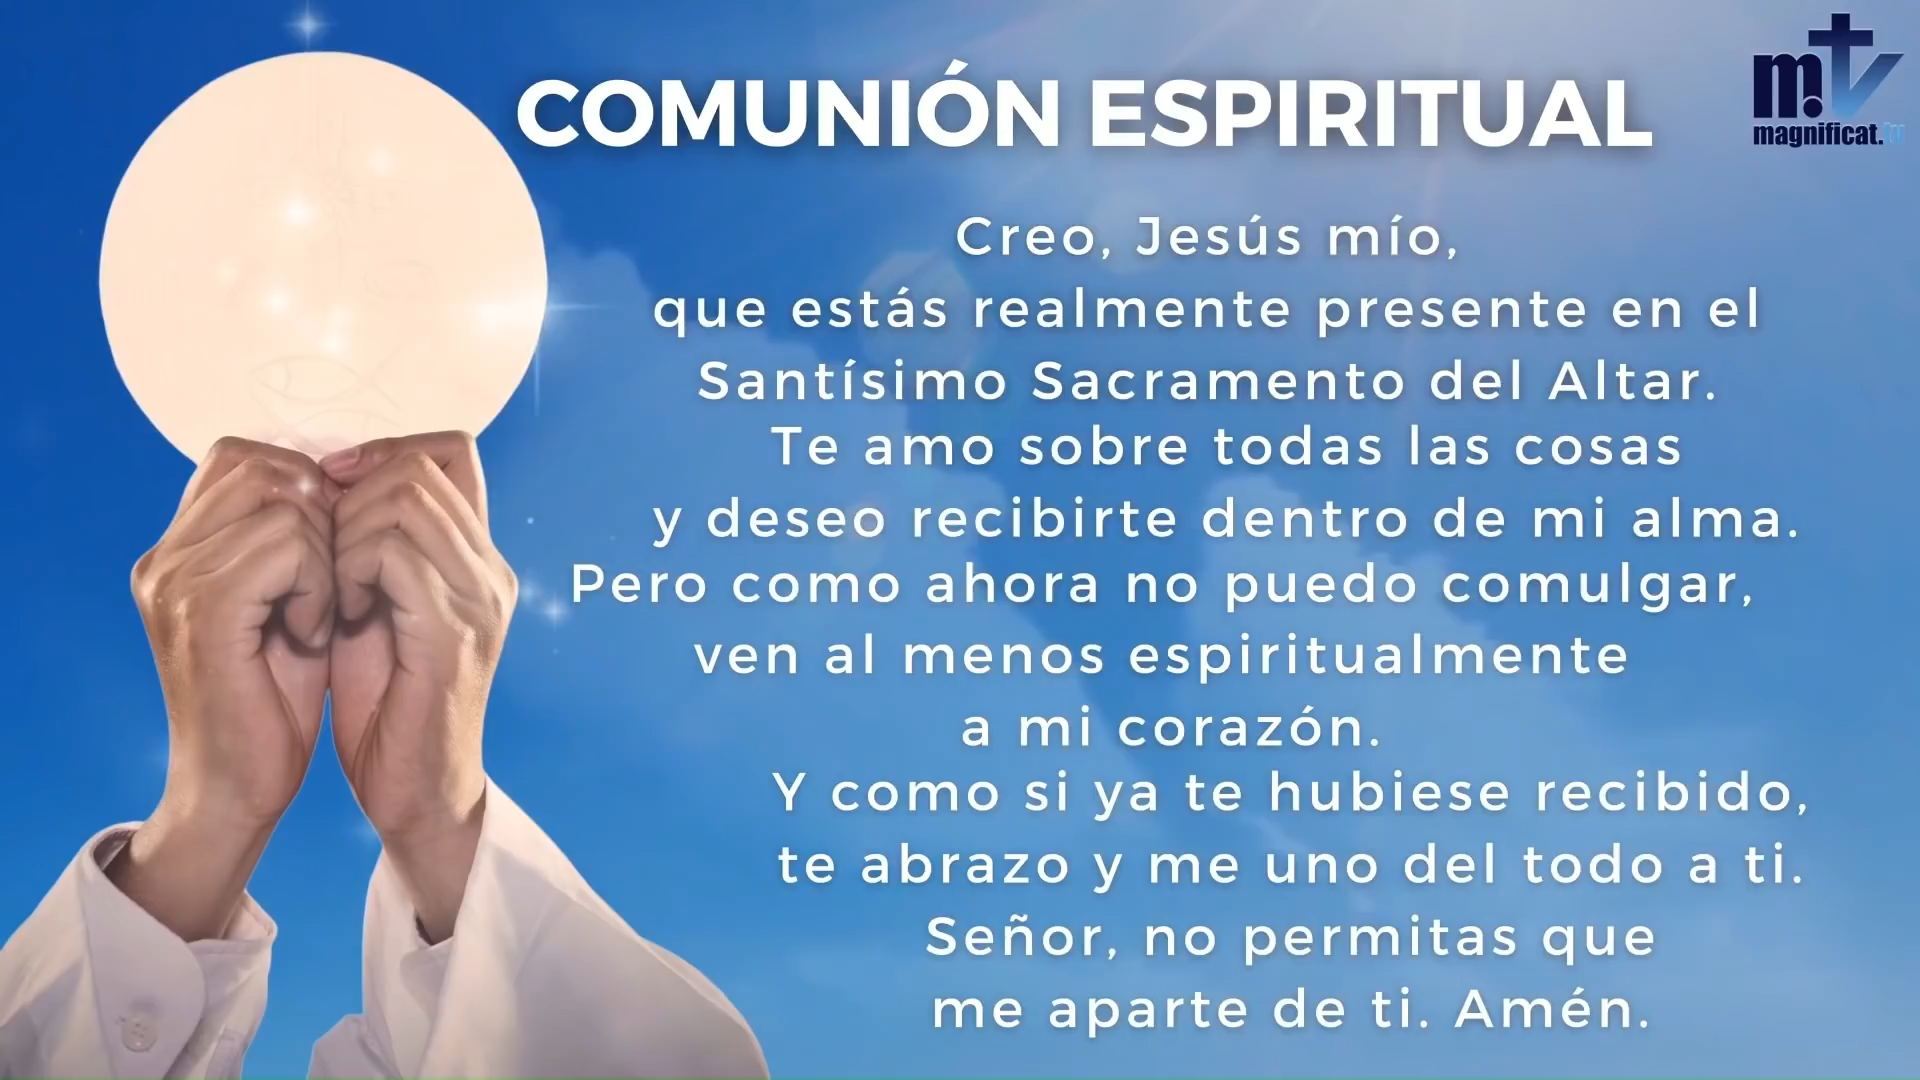 COMUNIÓN ESPIRITUAL
mtv
magnificat.tv
Creo, Jesús mío,
que estás realmente presente en el
Santísimo Sacramento del Altar.
Te amo sobre todas las cosas
y deseo recibirte dentro de mi alma.
Pero como ahora no puedo comulgar,
ven al menos espiritualmente
a mi corazón.
Y como si ya te hubiese recibido,
te abrazo y me uno del todo a ti.
Señor, no permitas que
me aparte de ti. Amén.